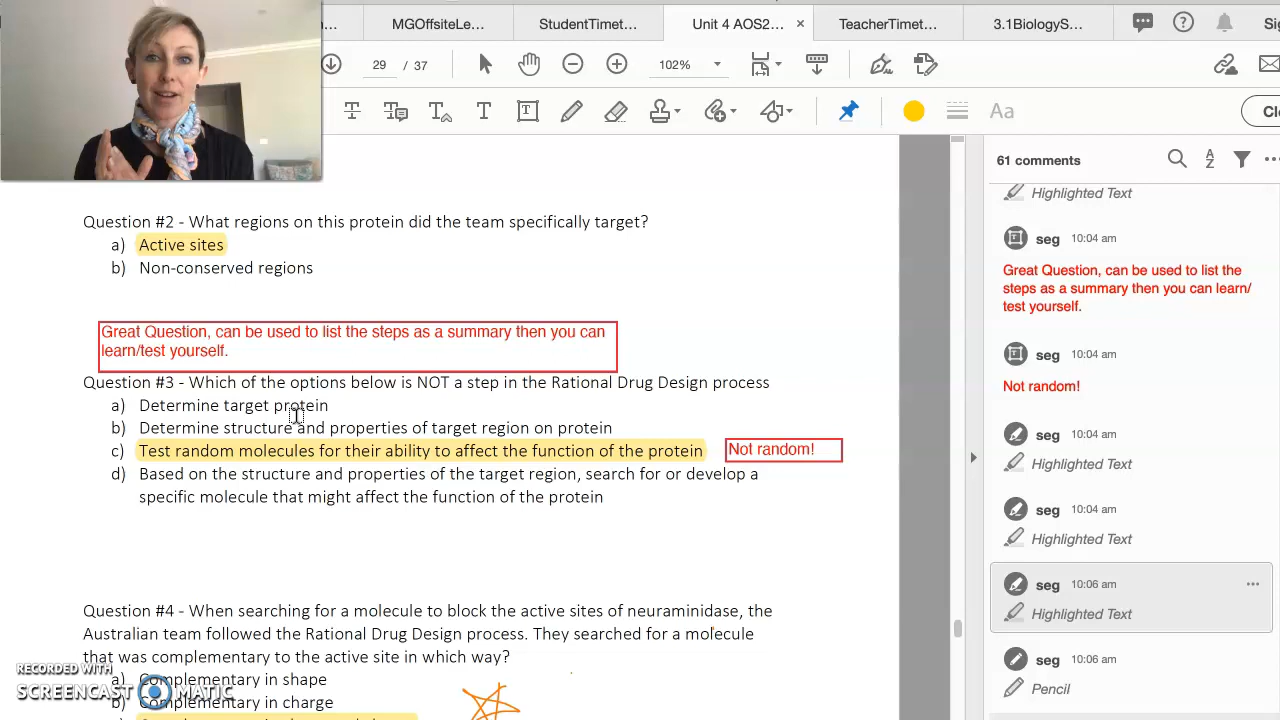 MGOffsiteLe...
StudentTimet...
Unit 4 AOS2...
TeacherTimet...
3.1BiologyS...
29 / 37
102%
Aa
61 comments
Highlighted Text
seg 10:04 am
Great Question, can be used to list the
steps as a summary then you can learn/
test yourself.
seg 10:04 am
Not random!
seg 10:04 am
Highlighted Text
seg 10:04 am
Highlighted Text
seg 10:06 am
Highlighted Text
seg 10:06 am
Pencil
Question #2 - What regions on this protein did the team specifically target?
a) Active sites
b) Non-conserved regions
Great Question, can be used to list the steps as a summary then you can
learn/test yourself.
Question #3 - Which of the options below is NOT a step in the Rational Drug Design process
a) Determine target protein
b) Determine structure and properties of target region on protein
c) Test random molecules for their ability to affect the function of the protein Not random!
d) Based on the structure and properties of the target region, search for or develop a
specific molecule that might affect the function of the protein
Question #4 - When searching for a molecule to block the active sites of neuraminidase, the
Australian team followed the Rational Drug Design process. They searched for a molecule
that was complementary to the active site in which way?
a) Complementary in shape
b) Complementary in charge
RECORDED WITH
SCREENCAST MATIC